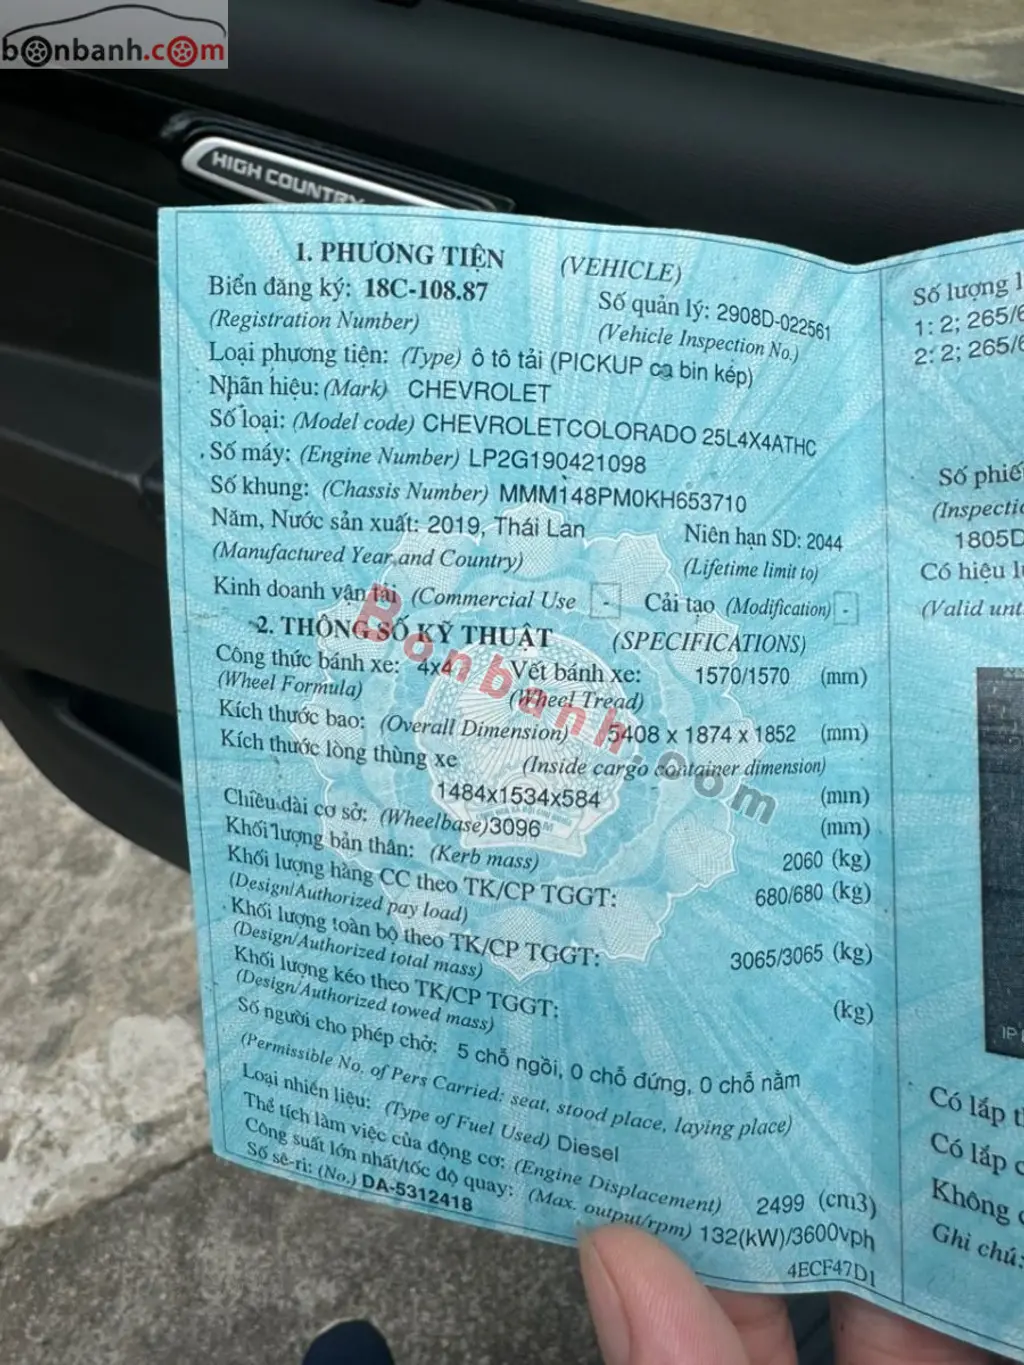 bonbanh.com
HIGH COUNTRY
1. PHƯƠNG TIỆN (VEHICLE)
Biển đăng ký: 18C-108.87 Số quản lý: 2908D-022561
(Registration Number) (Vehicle Inspection No.)
Loại phương tiện: (Type) ô tô tải (PICKUP ca bin kép)
Nhãn hiệu: (Mark) CHEVROLET
Số loại: (Model code) CHEVROLETCOLORADO 25L4X4ATHC
Số máy: (Engine Number) LP2G190421098
Số khung: (Chassis Number) MMM148PM0KH653710
Năm, Nước sản xuất: 2019, Thái Lan Niên hạn SD: 2044
(Manufactured Year and Country) (Lifetime limit to)
Kinh doanh vận tải (Commercial Use - Cải tạo (Modification) -
2. THÔNG SỐ KỸ THUẬT (SPECIFICATIONS)
Công thức bánh xe: 4x4 Vết bánh xe: 1570/1570 (mm)
(Wheel Formula) (Wheel Tread)
Kích thước bao: (Overall Dimension) 5408 x 1874 x 1852 (mm)
Kích thước lòng thùng xe (Inside cargo container dimension)
1484x1534x584 (mm)
Chiều dài cơ sở: (Wheelbase) 3096 (mm)
Khối lượng bản thân: (Kerb mass) 2060 (kg)
Khối lượng hàng CC theo TK/CP TGGT: 680/680 (kg)
(Design/Authorized pay load)
Khối lượng toàn bộ theo TK/CP TGGT: 3065/3065 (kg)
(Design/Authorized total mass)
Khối lượng kéo theo TK/CP TGGT: (kg)
(Design/Authorized towed mass)
Số người cho phép chở: 5 chỗ ngồi, 0 chỗ đứng, 0 chỗ nằm
(Permissible No. of Pers Carried: seat, stood place, laying place)
Loại nhiên liệu: (Type of Fuel Used) Diesel
Thể tích làm việc của động cơ: (Engine Displacement) 2499 (cm3)
Công suất lớn nhất/tốc độ quay: (Max. output/rpm) 132(kW)/3600vph
Số sê-ri: (No.) DA-5312418 4ECF47D1
Bonbanh.com
Số lượng
1: 2; 265/6
2: 2; 265/6
Số phiế
(Inspecti
1805D
Có hiệu l
(Valid unt
IP
Có lắp
Có lắp
Không
Ghi chú: